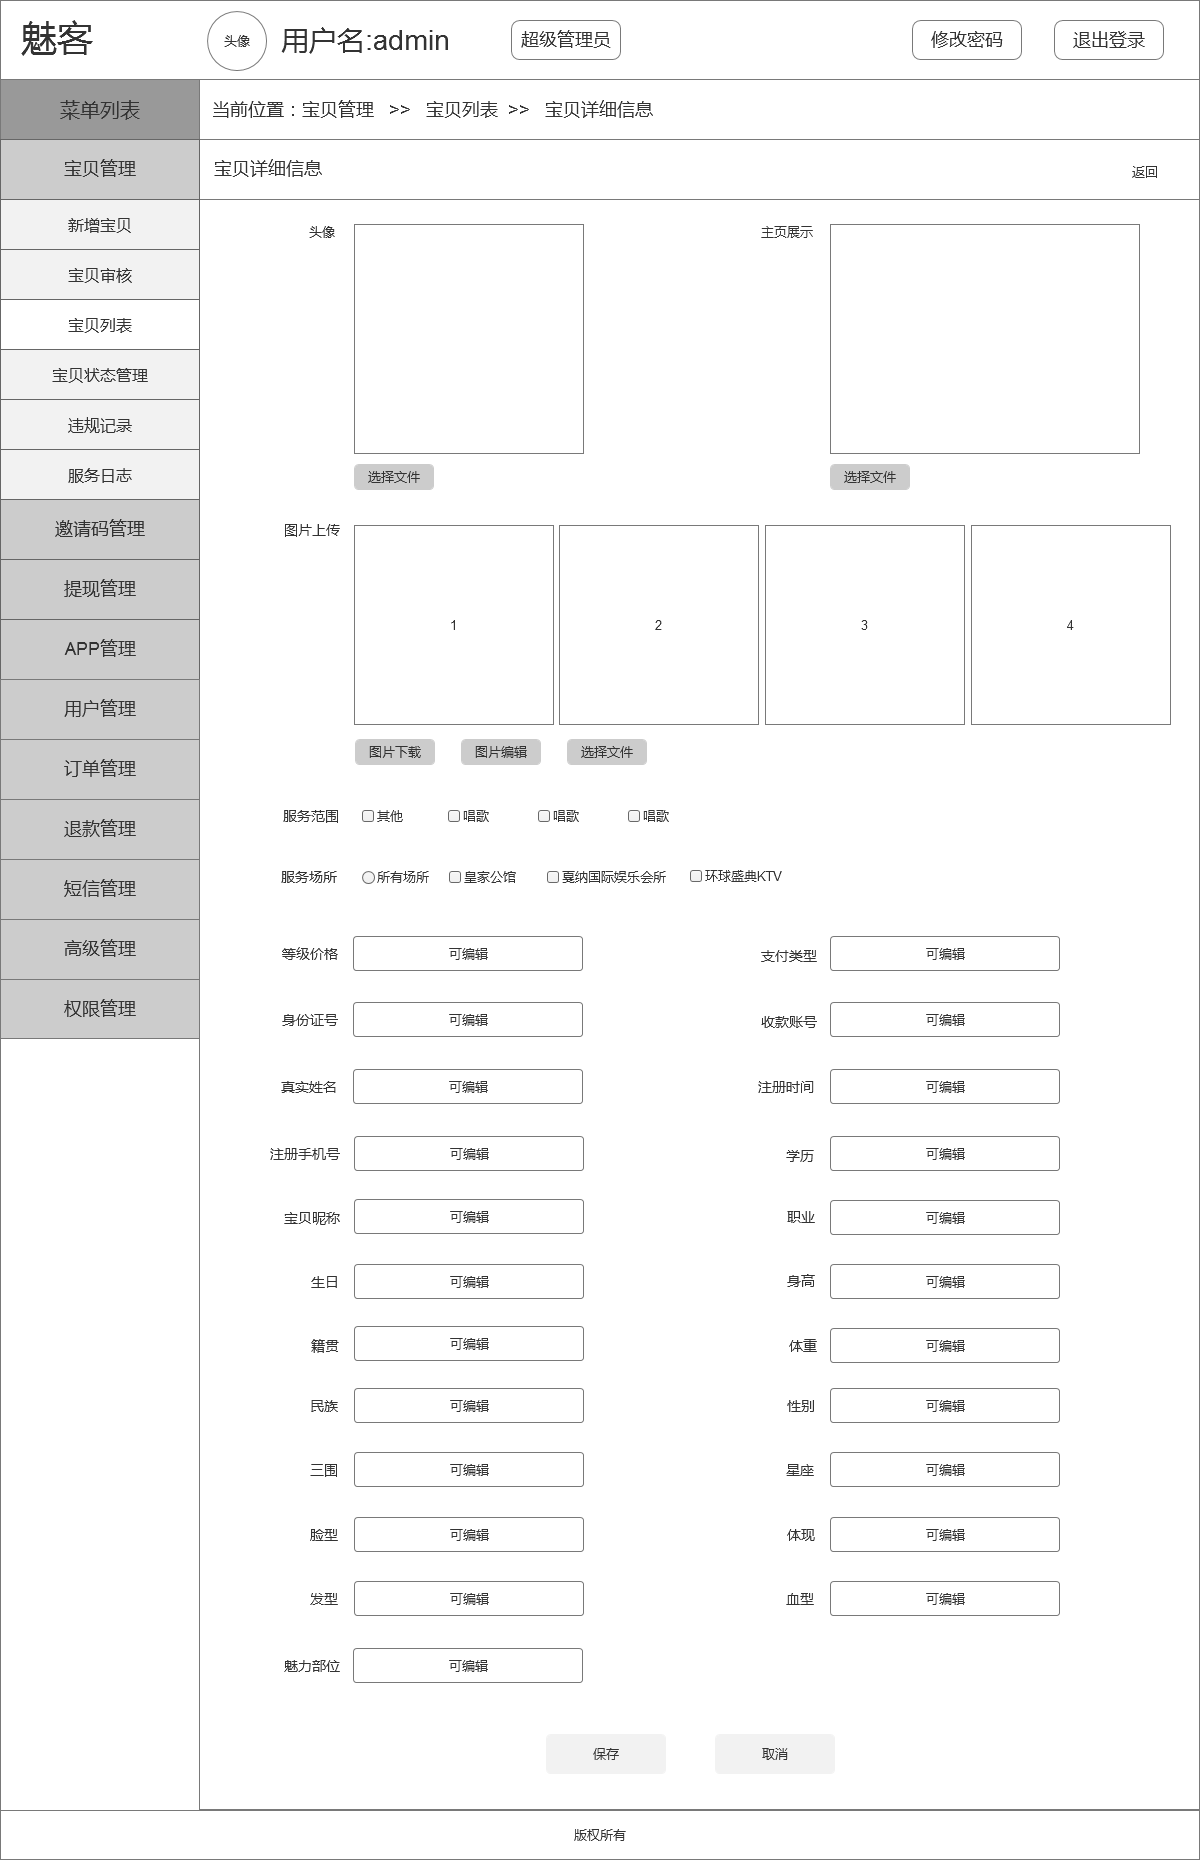 魅客
头像
用户名:admin
超级管理员
修改密码
退出登录
菜单列表
当前位置：宝贝管理 >> 宝贝列表 >> 宝贝详细信息
宝贝管理
宝贝详细信息
返回
新增宝贝
宝贝审核
宝贝列表
宝贝状态管理
违规记录
服务日志
邀请码管理
提现管理
APP管理
用户管理
订单管理
退款管理
短信管理
高级管理
权限管理
头像
主页展示
选择文件
选择文件
图片上传
1
2
3
4
图片下载
图片编辑
选择文件
服务范围 其他 唱歌 唱歌 唱歌
服务场所 所有场所 皇家公馆 戛纳国际娱乐会所 环球盛典KTV
等级价格 可编辑 支付类型 可编辑
身份证号 可编辑 收款账号 可编辑
真实姓名 可编辑 注册时间 可编辑
注册手机号 可编辑 学历 可编辑
宝贝昵称 可编辑 职业 可编辑
生日 可编辑 身高 可编辑
籍贯 可编辑 体重 可编辑
民族 可编辑 性别 可编辑
三围 可编辑 星座 可编辑
脸型 可编辑 体现 可编辑
发型 可编辑 血型 可编辑
魅力部位 可编辑
保存
取消
版权所有